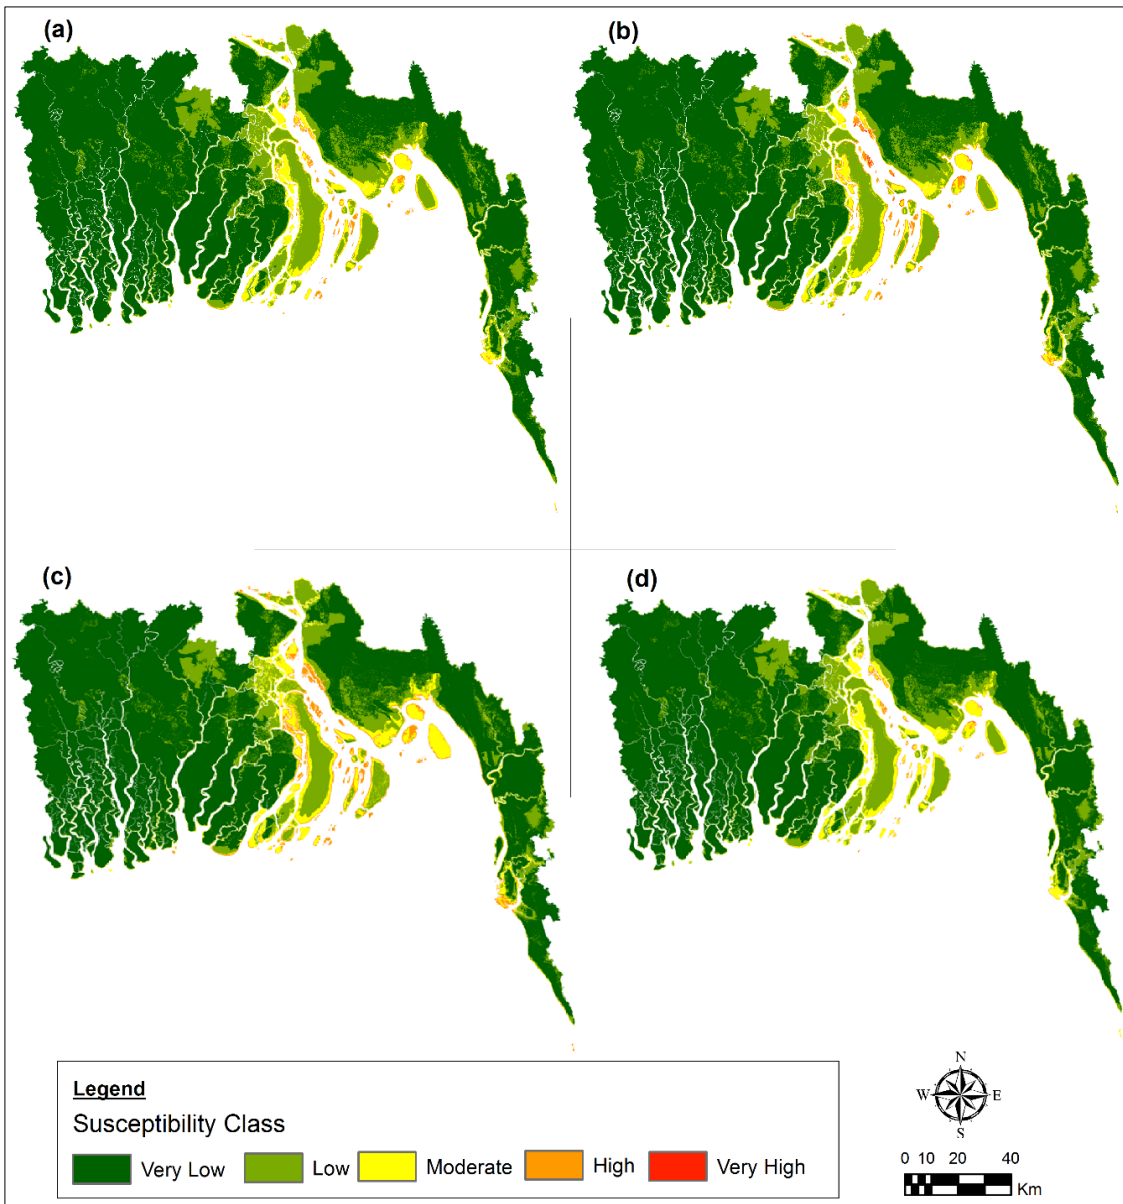 (a)
(b)
(c)
(d)
Legend
Susceptibility Class
Very Low
Low
Moderate
High
Very High
N
W E
S
0 10 20 40
Km